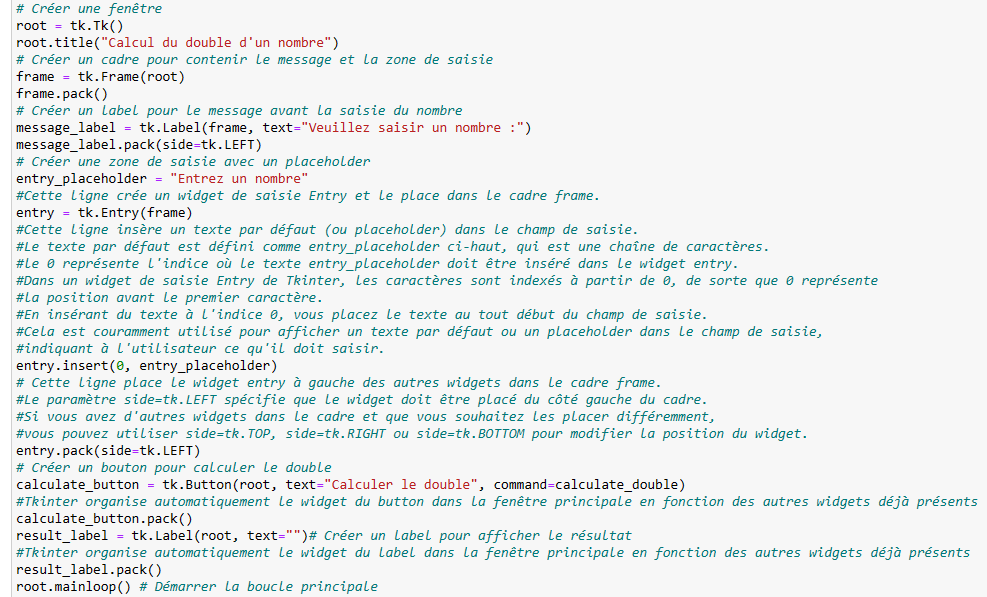 # Créer une fenêtre
root = tk.Tk()
root.title("Calcul du double d'un nombre")
# Créer un cadre pour contenir le message et la zone de saisie
frame = tk.Frame(root)
frame.pack()
# Créer un label pour le message avant la saisie du nombre
message_label = tk.Label(frame, text="Veuillez saisir un nombre :")
message_label.pack(side=tk.LEFT)
# Créer une zone de saisie avec un placeholder
entry_placeholder = "Entrez un nombre"
#Cette ligne crée un widget de saisie Entry et le place dans le cadre frame.
entry = tk.Entry(frame)
#Cette ligne insère un texte par défaut (ou placeholder) dans le champ de saisie.
#Le texte par défaut est défini comme entry_placeholder ci-haut, qui est une chaîne de caractères.
#le 0 représente l'indice où le texte entry_placeholder doit être inséré dans le widget entry.
#Dans un widget de saisie Entry de Tkinter, les caractères sont indexés à partir de 0, de sorte que 0 représente
#la position avant le premier caractère.
#En insérant du texte à l'indice 0, vous placez le texte au tout début du champ de saisie.
#Cela est couramment utilisé pour afficher un texte par défaut ou un placeholder dans le champ de saisie,
#indiquant à l'utilisateur ce qu'il doit saisir.
entry.insert(0, entry_placeholder)
# Cette ligne place le widget entry à gauche des autres widgets dans le cadre frame.
#Le paramètre side=tk.LEFT spécifie que le widget doit être placé du côté gauche du cadre.
#Si vous avez d'autres widgets dans le cadre et que vous souhaitez les placer différemment,
#vous pouvez utiliser side=tk.TOP, side=tk.RIGHT ou side=tk.BOTTOM pour modifier la position du widget.
entry.pack(side=tk.LEFT)
# Créer un bouton pour calculer le double
calculate_button = tk.Button(root, text="Calculer le double", command=calculate_double)
#Tkinter organise automatiquement le widget du button dans la fenêtre principale en fonction des autres widgets déjà présents
calculate_button.pack()
result_label = tk.Label(root, text="")# Créer un label pour afficher le résultat
#Tkinter organise automatiquement le widget du label dans la fenêtre principale en fonction des autres widgets déjà présents
result_label.pack()
root.mainloop() # Démarrer la boucle principale